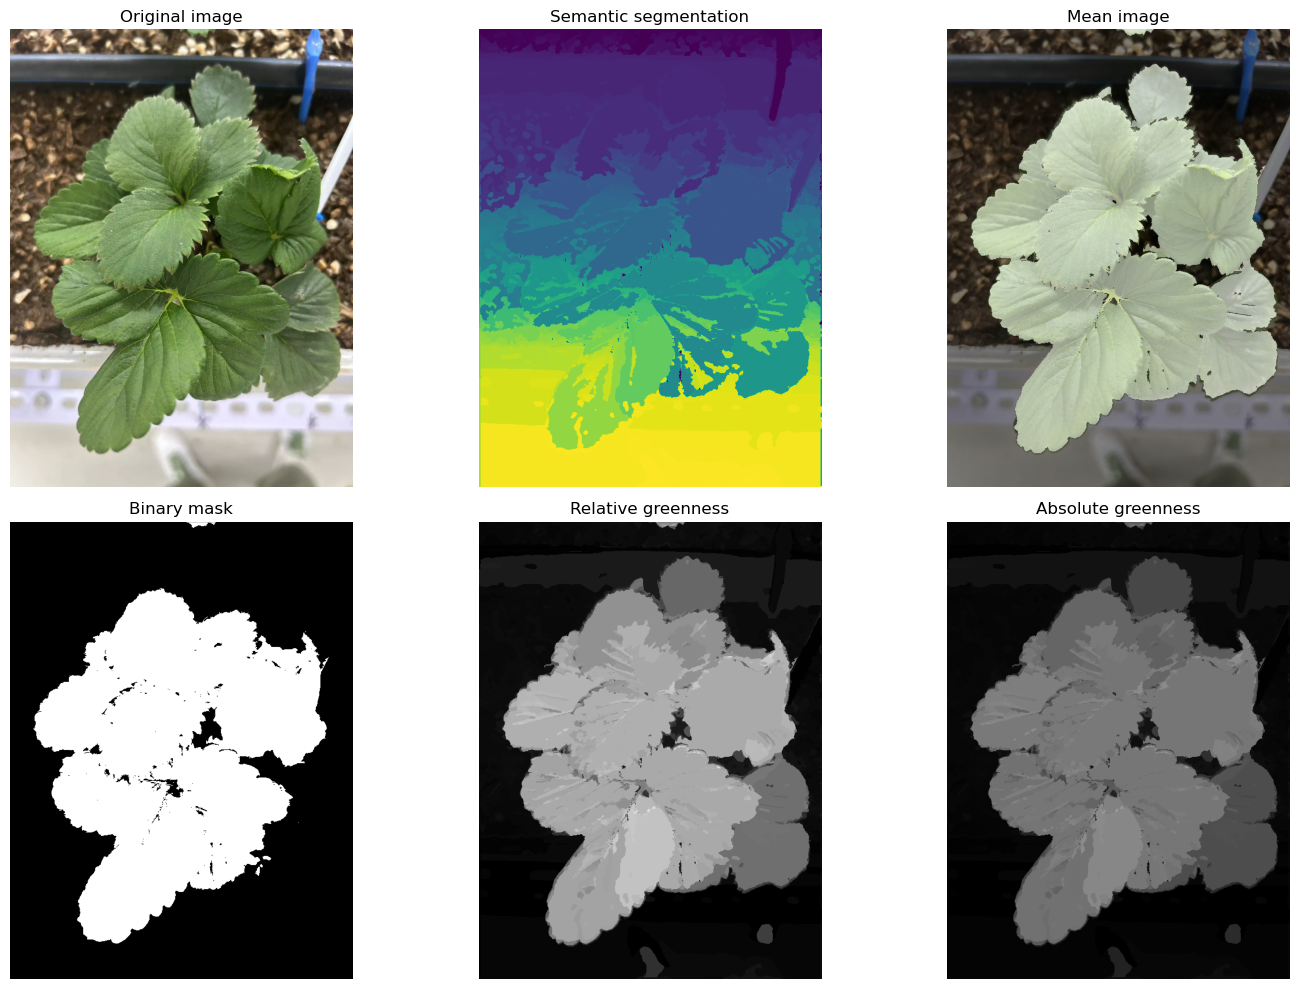 Original image
Semantic segmentation
Mean image
Binary mask
Relative greenness
Absolute greenness